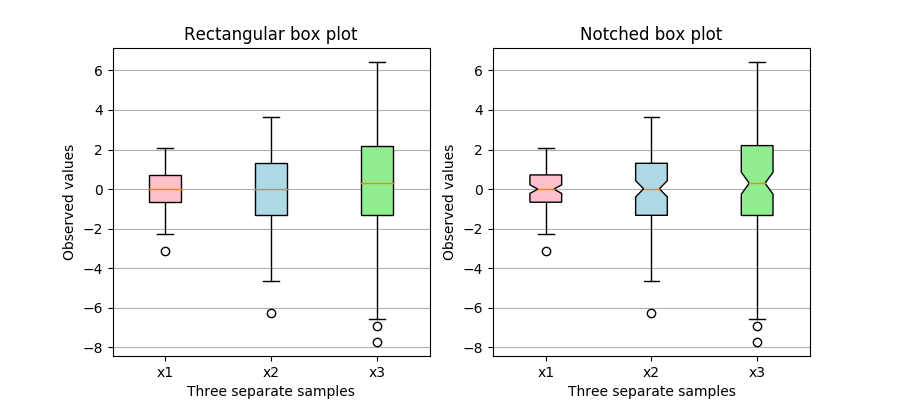 Rectangular box plot
Notched box plot
6
4
2
0
−2
−4
−6
−8
Observed values
x1 x2 x3
Three separate samples
6
4
2
0
−2
−4
−6
−8
Observed values
x1 x2 x3
Three separate samples